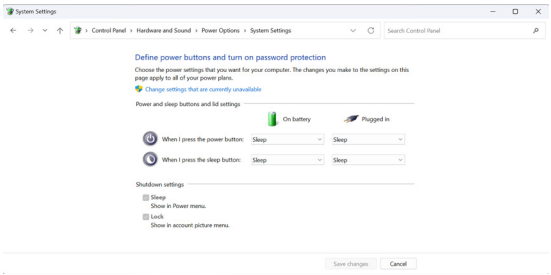 System Settings
Control Panel > Hardware and Sound > Power Options > System Settings
Search Control Panel
Define power buttons and turn on password protection
Choose the power settings that you want for your computer. The changes you make to the settings on this
page apply to all of your power plans.
Change settings that are currently unavailable
Power and sleep buttons and lid settings
On battery Plugged in
When I press the power button: Sleep Sleep
When I press the sleep button: Sleep Sleep
Shutdown settings
Sleep
Show in Power menu.
Lock
Show in account picture menu.
Save changes Cancel